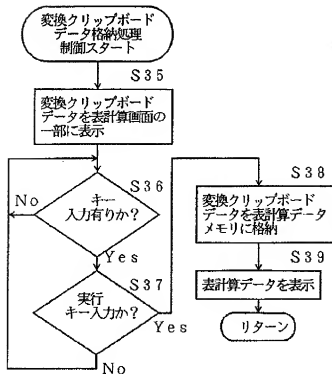 変換クリップボード
データ格納処理
制御スタート
S35
変換クリップボード
データを表計算画面の
一部に表示
S36
キー
入力有りか?
No
Yes
S37
実行
キー入力か?
Yes
No
S38
変換クリップボード
データを表計算データ
メモリに格納
S39
表計算データを表示
リターン